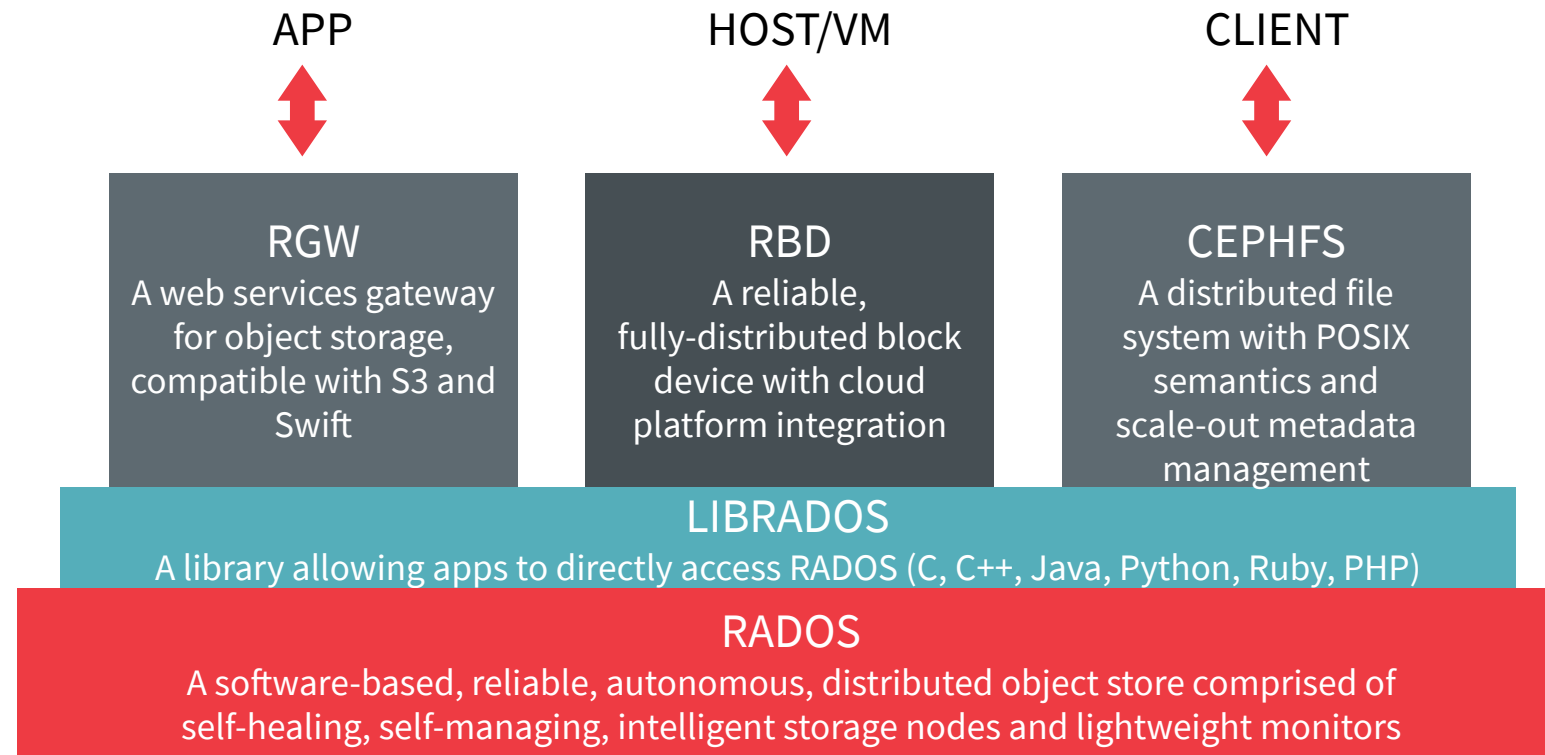 APP
HOST/VM
CLIENT
RGW
A web services gateway
for object storage,
compatible with S3 and
Swift
RBD
A reliable,
fully-distributed block
device with cloud
platform integration
CEPHFS
A distributed file
system with POSIX
semantics and
scale-out metadata
management
LIBRADOS
A library allowing apps to directly access RADOS (C, C++, Java, Python, Ruby, PHP)
RADOS
A software-based, reliable, autonomous, distributed object store comprised of
self-healing, self-managing, intelligent storage nodes and lightweight monitors